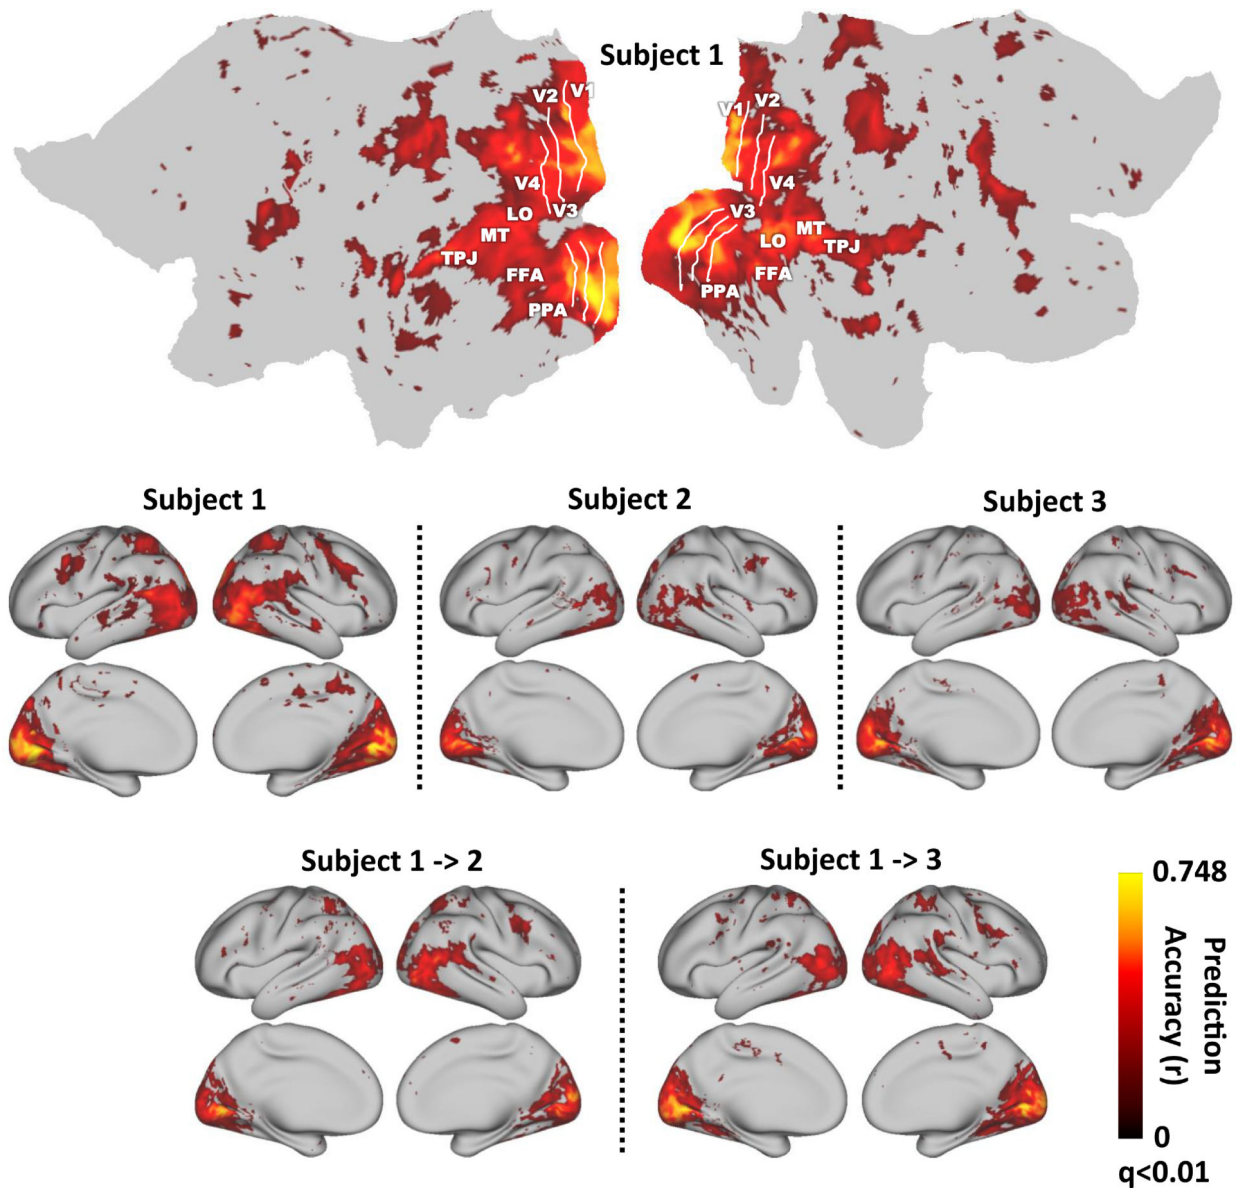 Subject 1
V2 V1
V4
V3
LO
MT
TPJ
FFA
PPA
V1 V2
V4
V3
LO
MT
TPJ
FFA
PPA
Subject 1
Subject 2
Subject 3
Subject 1 -> 2
Subject 1 -> 3
0.748
Prediction
Accuracy (r)
0
q<0.01